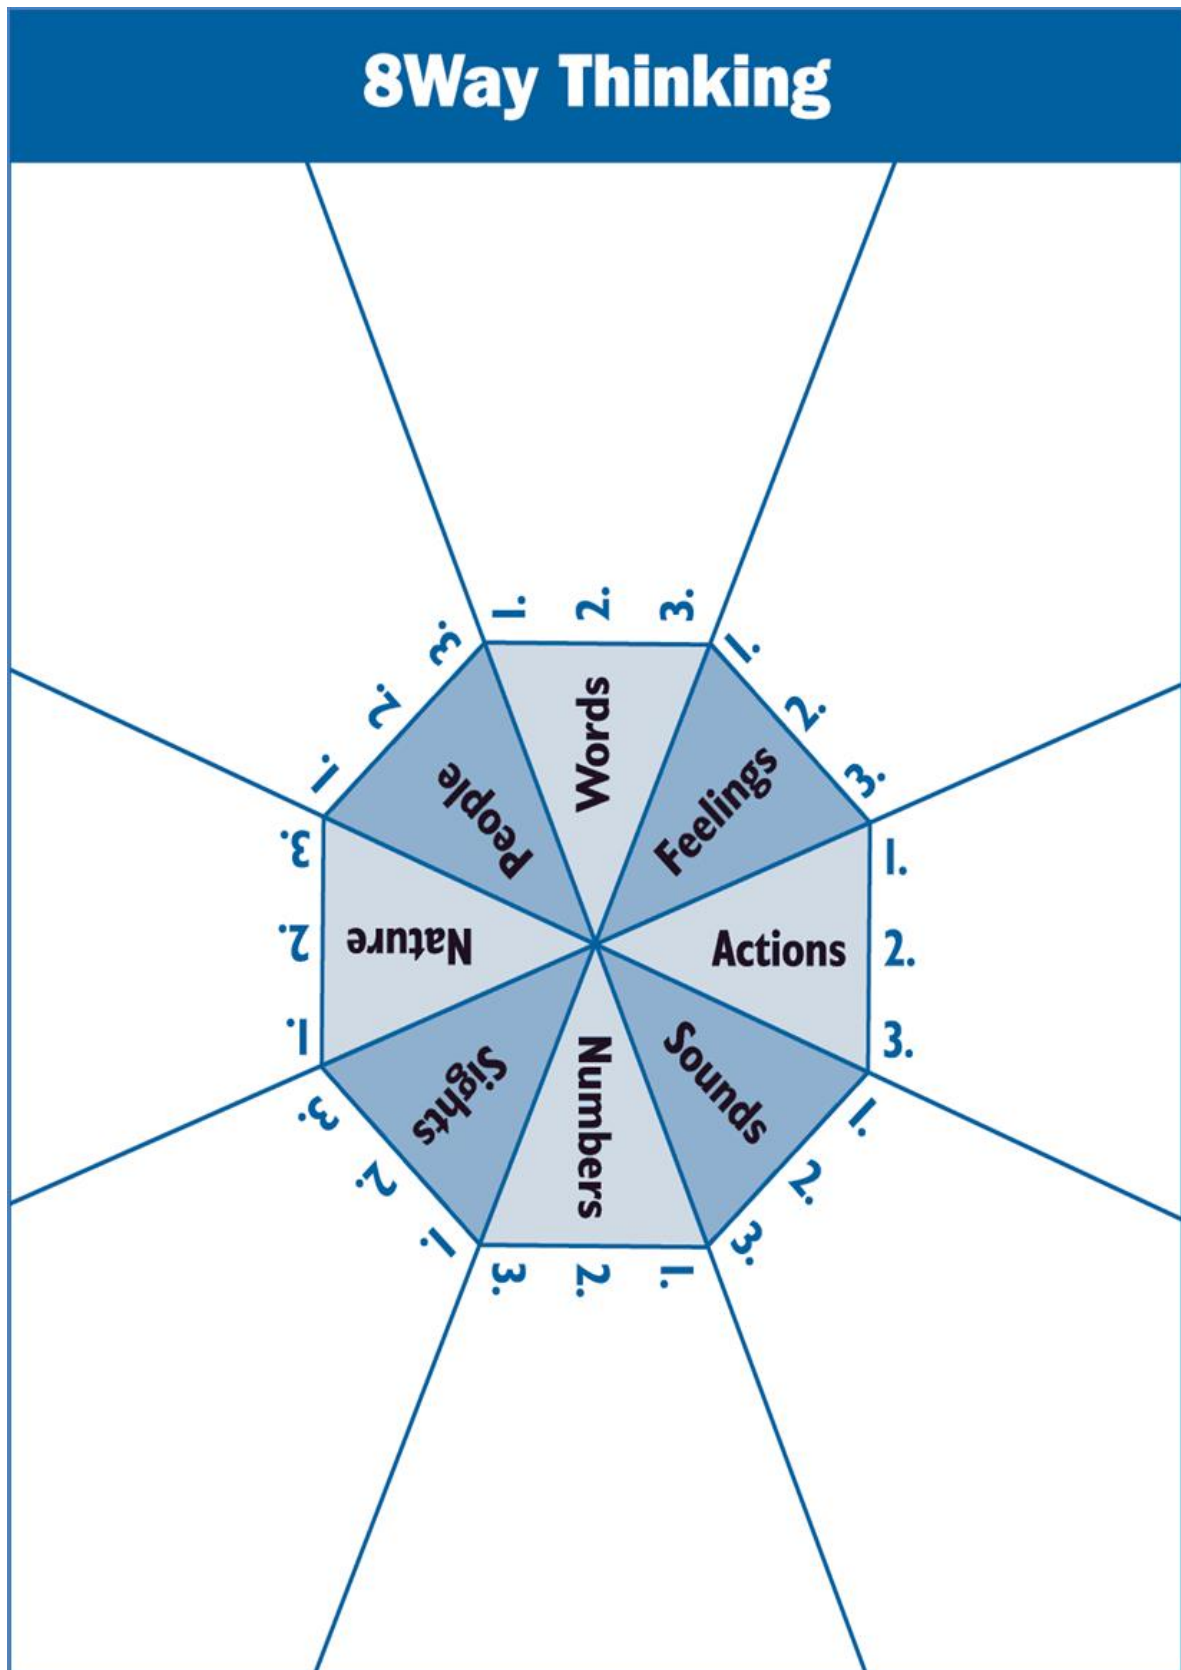 8Way Thinking
Words
1.
2.
3.
Feelings
1.
2.
3.
Actions
1.
2.
3.
Sounds
1.
2.
3.
Numbers
1.
2.
3.
Sights
1.
2.
3.
Nature
1.
2.
3.
People
1.
2.
3.